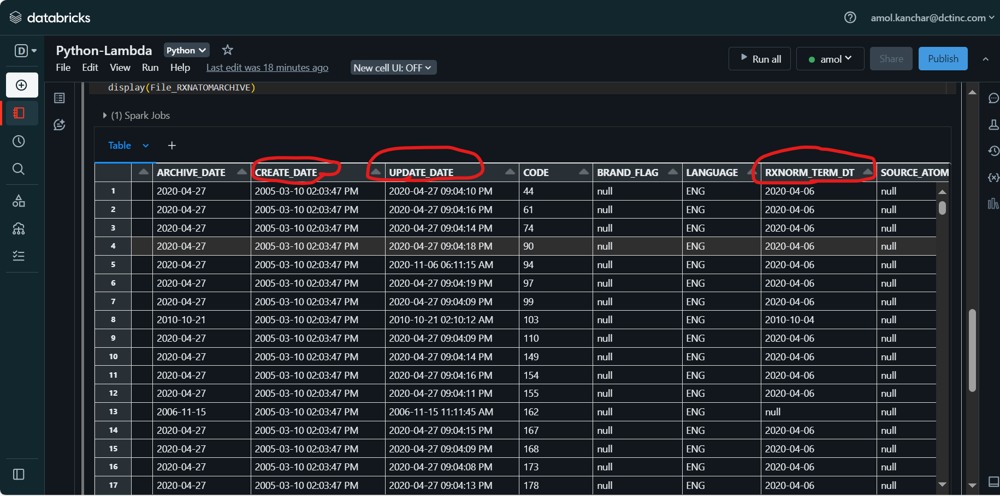 databricks
amol.kanchar@dctinc.com
D
Python-Lambda Python
File Edit View Run Help Last edit was 18 minutes ago New cell UI: OFF
Run all amol Share Publish
display(File_RXNATOMARCHIVE)
(1) Spark Jobs
Table +
ARCHIVE_DATE CREATE_DATE UPDATE_DATE CODE BRAND_FLAG LANGUAGE RXNORM_TERM_DT SOURCE_ATOM
1 2020-04-27 2005-03-10 02:03:47 PM 2020-04-27 09:04:10 PM 44 null ENG 2020-04-06 null
2 2020-04-27 2005-03-10 02:03:47 PM 2020-04-27 09:04:16 PM 61 null ENG 2020-04-06 null
3 2020-04-27 2005-03-10 02:03:47 PM 2020-04-27 09:04:14 PM 74 null ENG 2020-04-06 null
4 2020-04-27 2005-03-10 02:03:47 PM 2020-04-27 09:04:18 PM 90 null ENG 2020-04-06 null
5 2020-04-27 2005-03-10 02:03:47 PM 2020-11-06 06:11:15 AM 94 null ENG 2020-04-06 null
6 2020-04-27 2005-03-10 02:03:47 PM 2020-04-27 09:04:19 PM 97 null ENG 2020-04-06 null
7 2020-04-27 2005-03-10 02:03:47 PM 2020-04-27 09:04:09 PM 99 null ENG 2020-04-06 null
8 2010-10-21 2005-03-10 02:03:47 PM 2010-10-21 02:10:12 AM 103 null ENG 2010-10-04 null
9 2020-04-27 2005-03-10 02:03:47 PM 2020-04-27 09:04:09 PM 110 null ENG 2020-04-06 null
10 2020-04-27 2005-03-10 02:03:47 PM 2020-04-27 09:04:14 PM 149 null ENG 2020-04-06 null
11 2020-04-27 2005-03-10 02:03:47 PM 2020-04-27 09:04:16 PM 154 null ENG 2020-04-06 null
12 2020-04-27 2005-03-10 02:03:47 PM 2020-04-27 09:04:11 PM 155 null ENG 2020-04-06 null
13 2006-11-15 2005-03-10 02:03:47 PM 2006-11-15 11:11:45 AM 162 null ENG null null
14 2020-04-27 2005-03-10 02:03:47 PM 2020-04-27 09:04:15 PM 167 null ENG 2020-04-06 null
15 2020-04-27 2005-03-10 02:03:47 PM 2020-04-27 09:04:09 PM 168 null ENG 2020-04-06 null
16 2020-04-27 2005-03-10 02:03:47 PM 2020-04-27 09:04:08 PM 173 null ENG 2020-04-06 null
17 2020-04-27 2005-03-10 02:03:47 PM 2020-04-27 09:04:13 PM 178 null ENG 2020-04-06 null